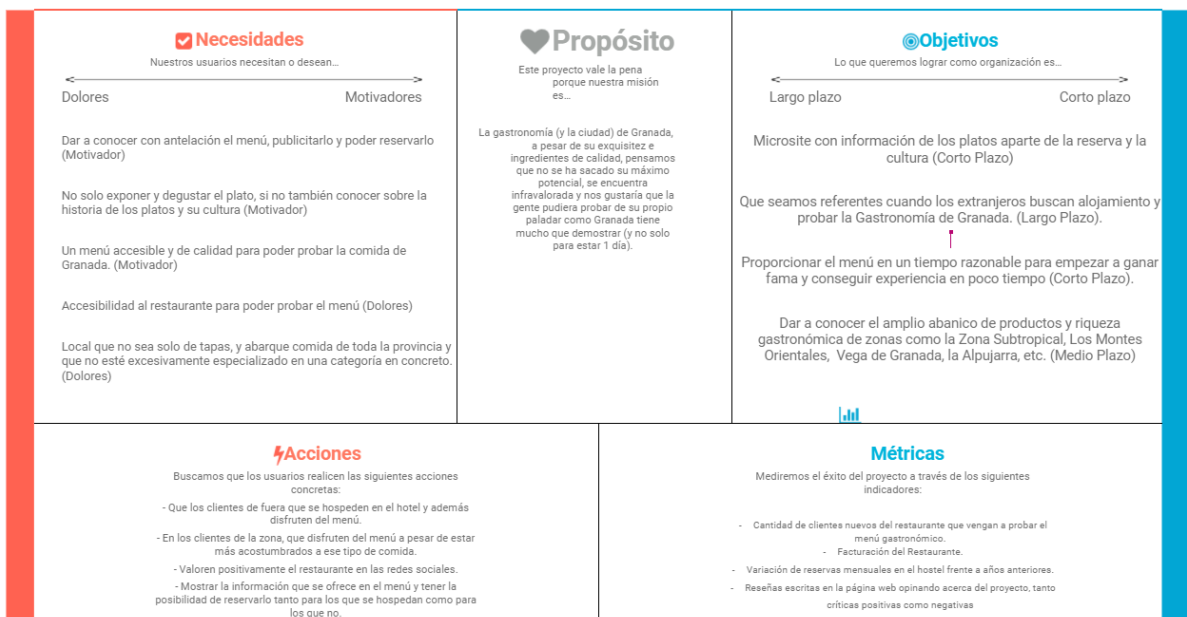 Necesidades
Nuestros usuarios necesitan o desean...
Dolores
Motivadores
Dar a conocer con antelación el menú, publicitarlo y poder reservarlo
(Motivador)
No solo exponer y degustar el plato, si no también conocer sobre la
historia de los platos y su cultura (Motivador)
Un menú accesible y de calidad para poder probar la comida de
Granada. (Motivador)
Accesibilidad al restaurante para poder probar el menú (Dolores)
Local que no sea solo de tapas, y abarque comida de toda la provincia y
que no esté excesivamente especializado en una categoría en concreto.
(Dolores)
Propósito
Este proyecto vale la pena
porque nuestra misión
es...
La gastronomía (y la ciudad) de Granada,
a pesar de su exquisitez e
ingredientes de calidad, pensamos
que no se ha sacado su máximo
potencial, se encuentra
infravalorada y nos gustaría que la
gente pudiera probar de su propio
paladar como Granada tiene
mucho que demostrar (y no solo
para estar 1 día).
Objetivos
Lo que queremos lograr como organización es...
Largo plazo
Corto plazo
Microsite con información de los platos aparte de la reserva y la
cultura (Corto Plazo)
Que seamos referentes cuando los extranjeros buscan alojamiento y
probar la Gastronomía de Granada. (Largo Plazo).
Proporcionar el menú en un tiempo razonable para empezar a ganar
fama y conseguir experiencia en poco tiempo (Corto Plazo).
Dar a conocer el amplio abanico de productos y riqueza
gastronómica de zonas como la Zona Subtropical, Los Montes
Orientales, Vega de Granada, la Alpujarra, etc. (Medio Plazo)
Acciones
Buscamos que los usuarios realicen las siguientes acciones
concretas:
- Que los clientes de fuera que se hospeden en el hotel y además
disfruten del menú.
- En los clientes de la zona, que disfruten del menú a pesar de estar
más acostumbrados a ese tipo de comida.
- Valoren positivamente el restaurante en las redes sociales.
- Mostrar la información que se ofrece en el menú y tener la
posibilidad de reservarlo tanto para los que se hospedan como para
los que no.
Métricas
Mediremos el éxito del proyecto a través de los siguientes
indicadores:
- Cantidad de clientes nuevos del restaurante que vengan a probar el
menú gastronómico.
- Facturación del Restaurante.
- Variación de reservas mensuales en el hostel frente a años anteriores.
- Reseñas escritas en la página web opinando acerca del proyecto, tanto
críticas positivas como negativas